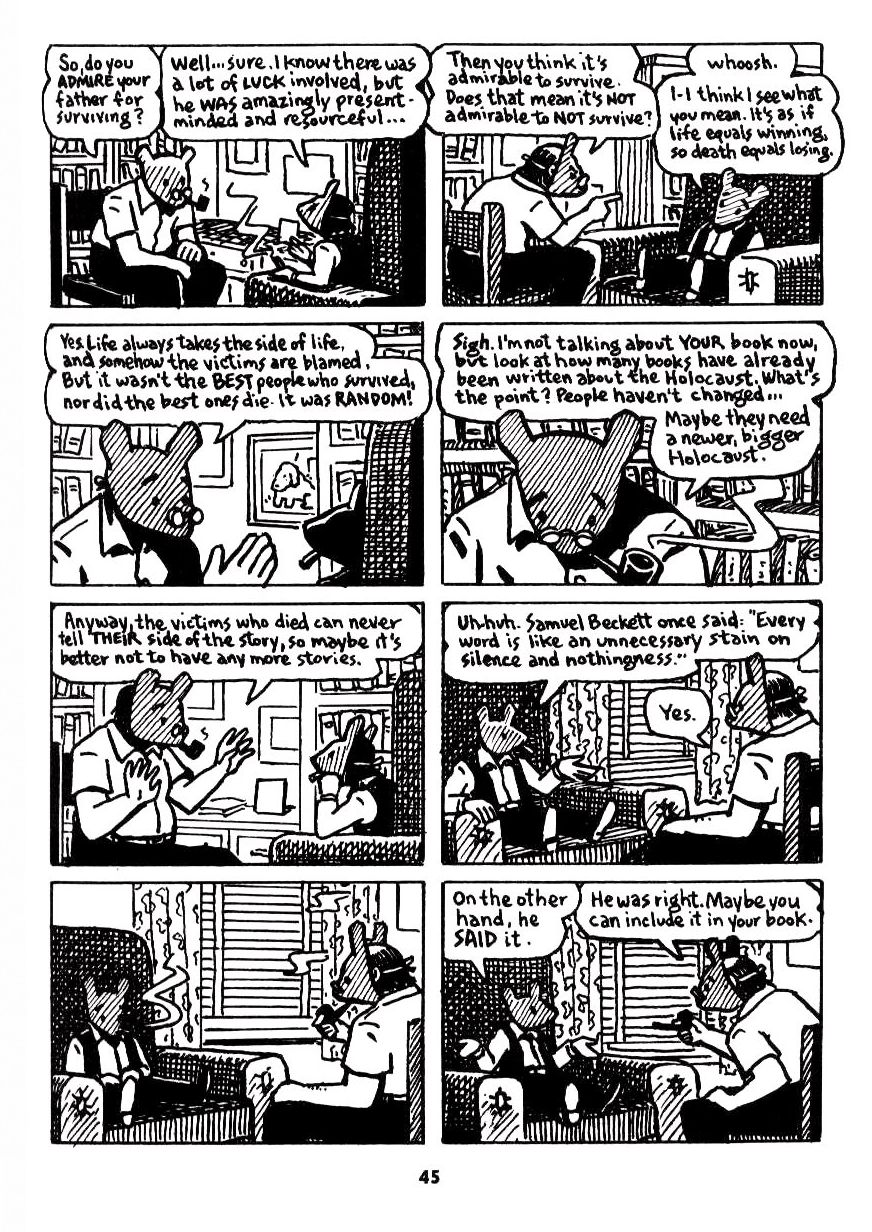 So, do you
ADMIRE your
father for
surviving?
Well...sure. I know there was
a lot of LUCK involved, but
he WAS amazingly present-
minded and resourceful...
Then you think it's
admirable to survive.
Does that mean it's NOT
admirable to NOT survive?
whoosh.
I-I think I see what
you mean. It's as if
life equals winning,
so death equals losing.
Yes. Life always takes the side of life,
and somehow the victims are blamed.
But it wasn't the BEST people who survived,
nor did the best ones die. It was RANDOM!
Sigh. I'm not talking about YOUR book now,
but look at how many books have already
been written about the Holocaust. What's
the point? People haven't changed...
Maybe they need
a newer, bigger
Holocaust.
Anyway, the victims who died can never
tell THEIR side of the story, so maybe it's
better not to have any more stories.
Uh-huh. Samuel Beckett once said: "Every
word is like an unnecessary stain on
silence and nothingness."
Yes.
On the other
hand, he
SAID it.
He was right. Maybe you
can include it in your book.
45